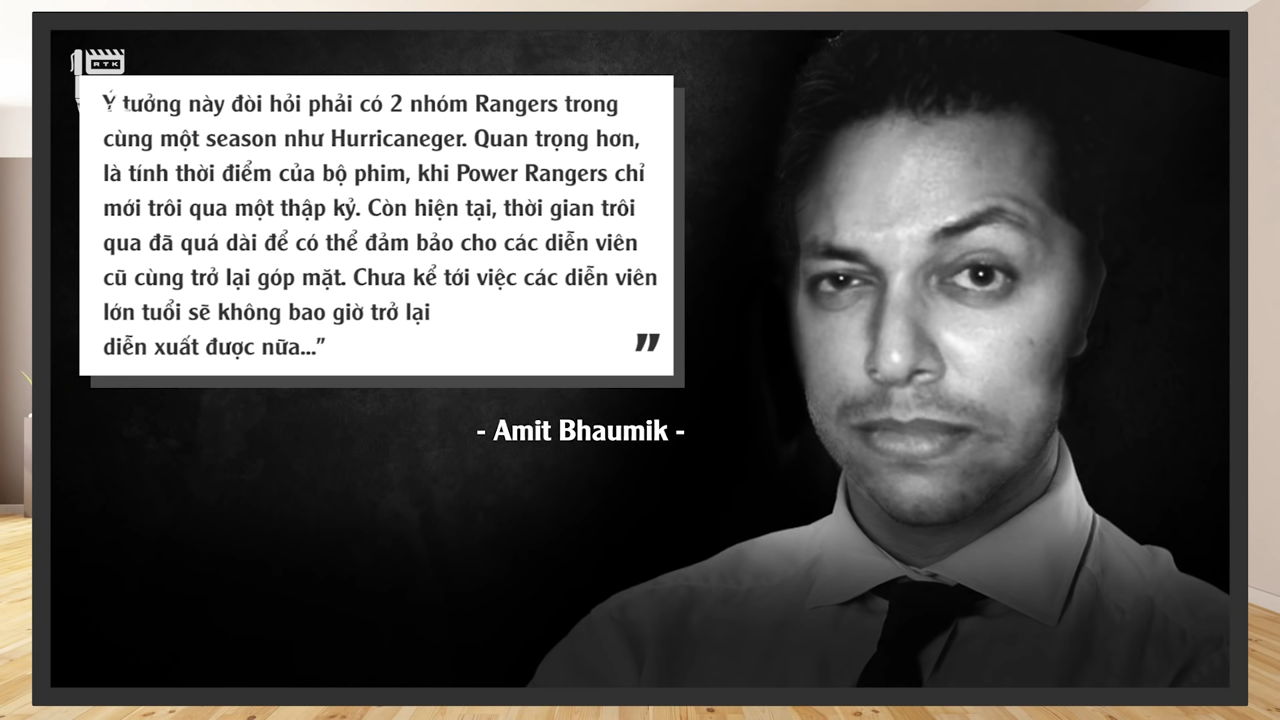 RTK
Ý tưởng này đòi hỏi phải có 2 nhóm Rangers trong
cùng một season như Hurricaneger. Quan trọng hơn,
là tính thời điểm của bộ phim, khi Power Rangers chỉ
mới trôi qua một thập kỷ. Còn hiện tại, thời gian trôi
qua đã quá dài để có thể đảm bảo cho các diễn viên
cũ cùng trở lại góp mặt. Chưa kể tới việc các diễn viên
lớn tuổi sẽ không bao giờ trở lại
diễn xuất được nữa...”
”
- Amit Bhaumik -